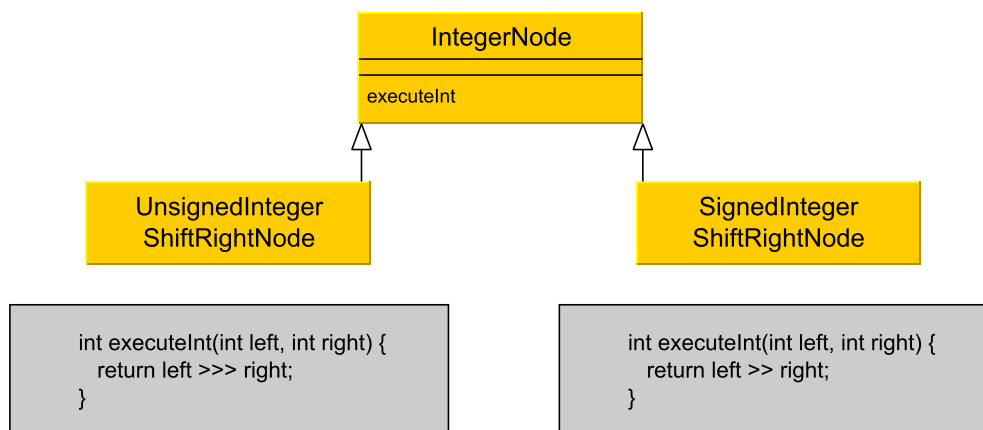 IntegerNode
executeInt
UnsignedInteger
ShiftRightNode
SignedInteger
ShiftRightNode
int executeInt(int left, int right) {
return left >>> right;
}
int executeInt(int left, int right) {
return left >> right;
}